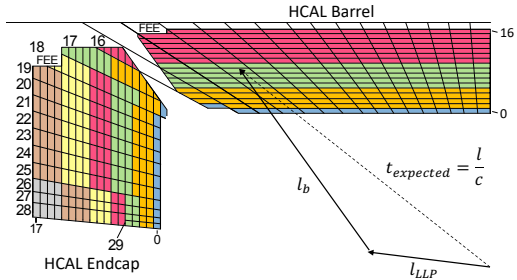 HCAL Barrel
FEE
16
0
18 17 16
FEE
19
20
21
22
23
24
25
26
27
28
17
29
0
HCAL Endcap
t_expected = l/c
l_b
l_LLP